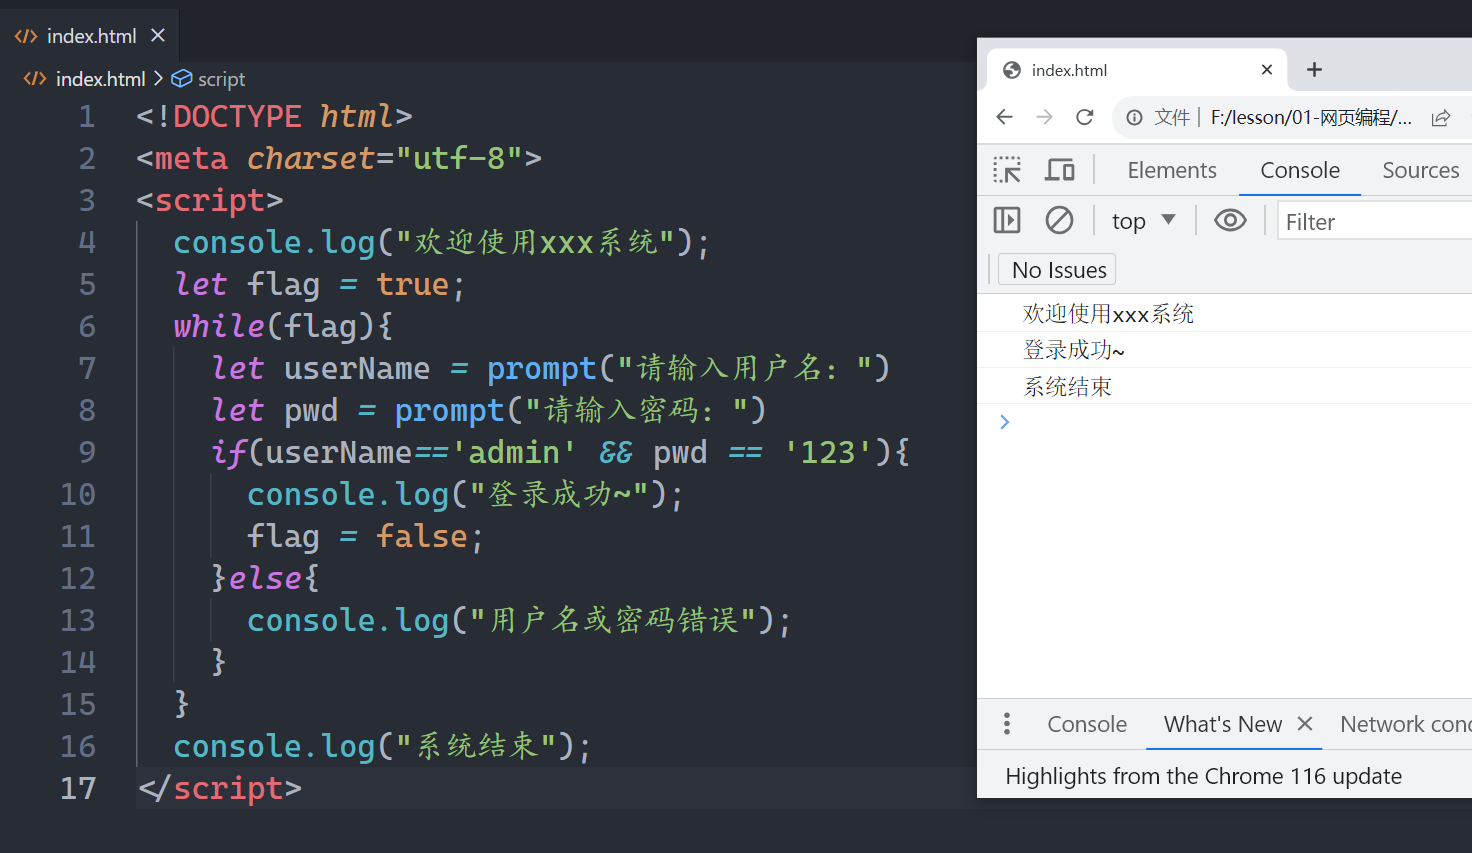 index.html
index.html > script
1 <!DOCTYPE html>
2 <meta charset="utf-8">
3 <script>
4 console.log("欢迎使用xxx系统");
5 let flag = true;
6 while(flag){
7 let userName = prompt("请输入用户名: ")
8 let pwd = prompt("请输入密码: ")
9 if(userName=='admin' && pwd == '123'){
10 console.log("登录成功~");
11 flag = false;
12 }else{
13 console.log("用户名或密码错误");
14 }
15 }
16 console.log("系统结束");
17 </script>
index.html
文件 | F:/lesson/01-网页编程/...
Elements Console Sources
top Filter
No Issues
欢迎使用xxx系统
登录成功~
系统结束
>
Console What's New Network conc
Highlights from the Chrome 116 update